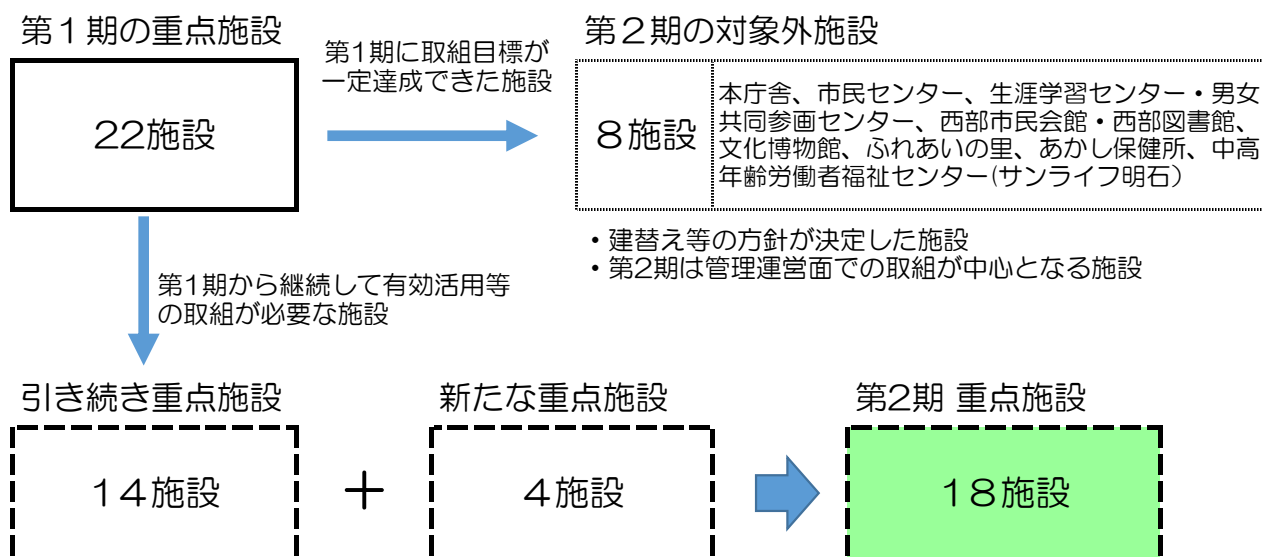 第１期の重点施設
22施設
第1期に取組目標が
一定達成できた施設
第２期の対象外施設
８施設
本庁舎、市民センター、生涯学習センター・男女
共同参画センター、西部市民会館・西部図書館、
文化博物館、ふれあいの里、あかし保健所、中高
年齢労働者福祉センター(サンライフ明石）
・建替え等の方針が決定した施設
・第2期は管理運営面での取組が中心となる施設
第1期から継続して有効活用等
の取組が必要な施設
引き続き重点施設
１４施設
＋
新たな重点施設
４施設
第2期 重点施設
１８施設